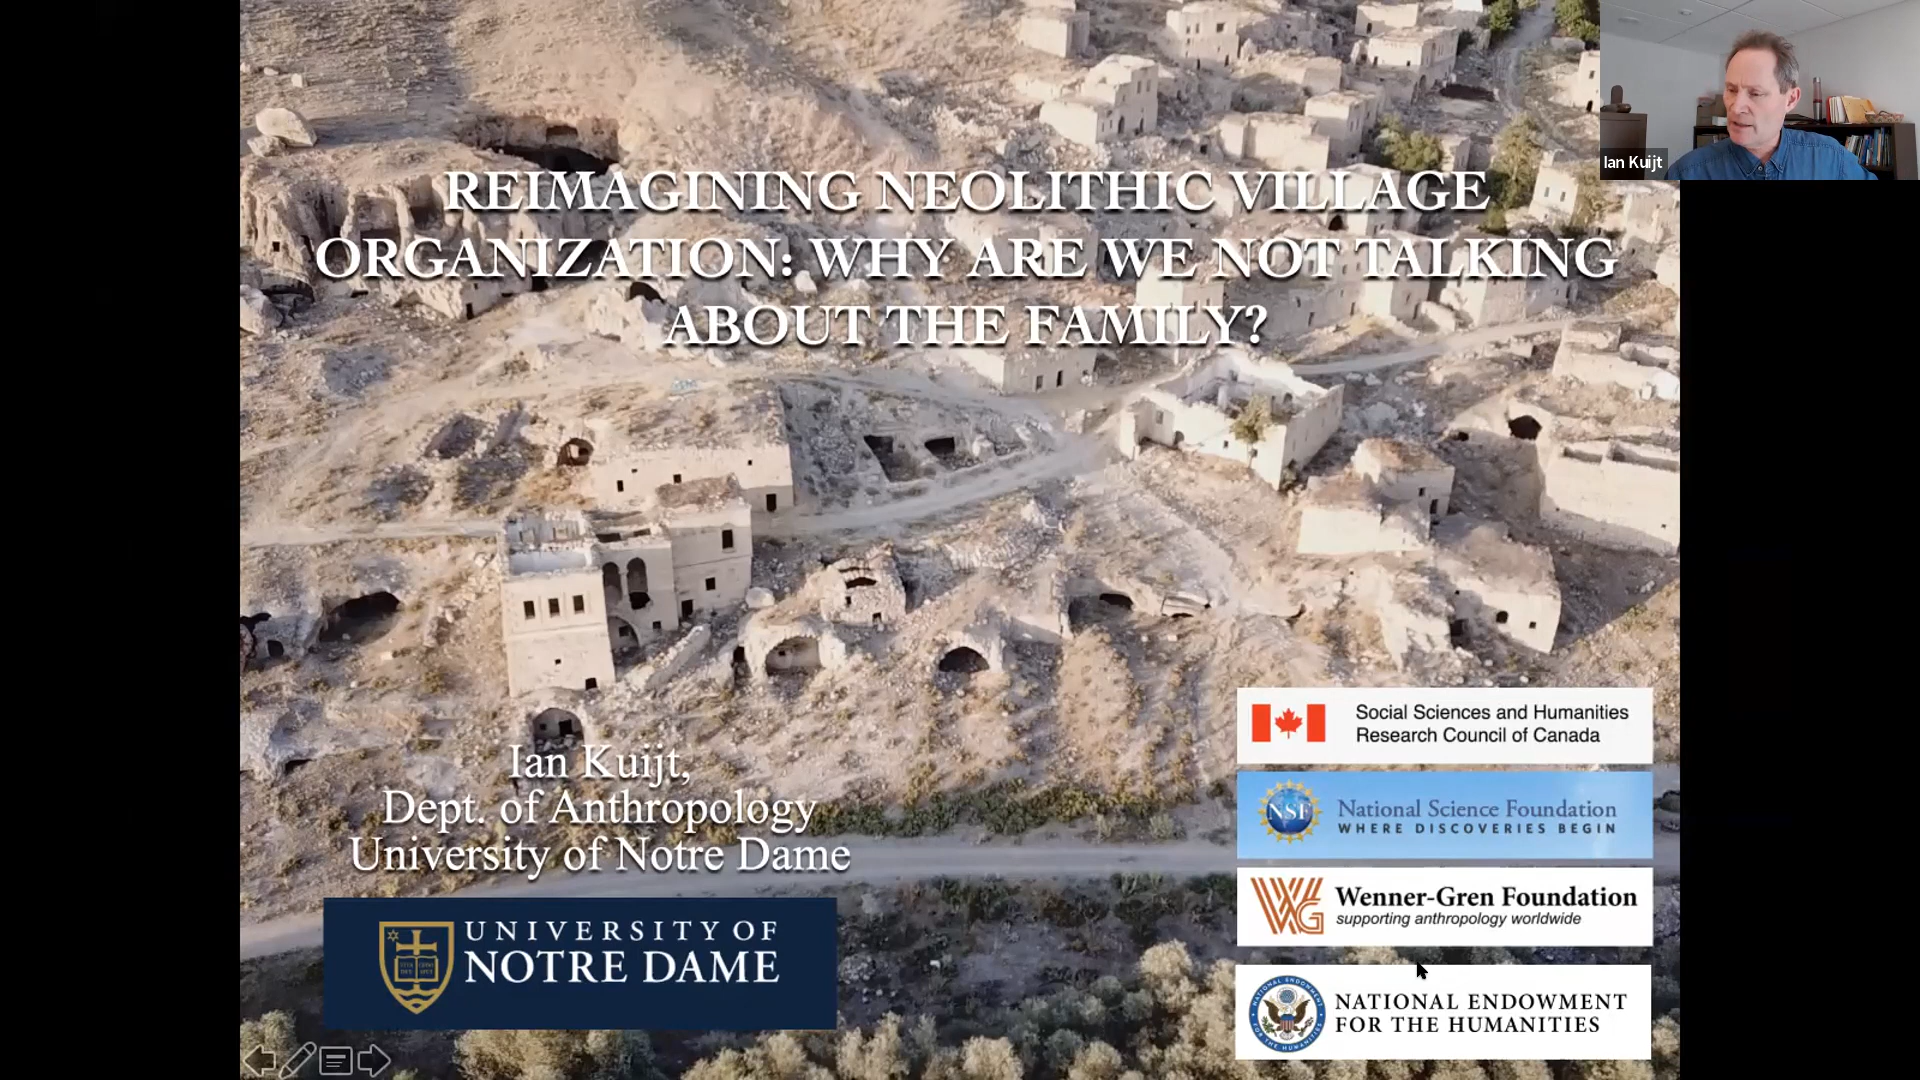 Ian Kuijt
REIMAGINING NEOLITHIC VILLAGE
ORGANIZATION: WHY ARE WE NOT TALKING
ABOUT THE FAMILY?
Ian Kuijt,
Dept. of Anthropology
University of Notre Dame
UNIVERSITY OF
NOTRE DAME
Social Sciences and Humanities
Research Council of Canada
NSF
National Science Foundation
WHERE DISCOVERIES BEGIN
WG
Wenner-Gren Foundation
supporting anthropology worldwide
NATIONAL ENDOWMENT
FOR THE HUMANITIES